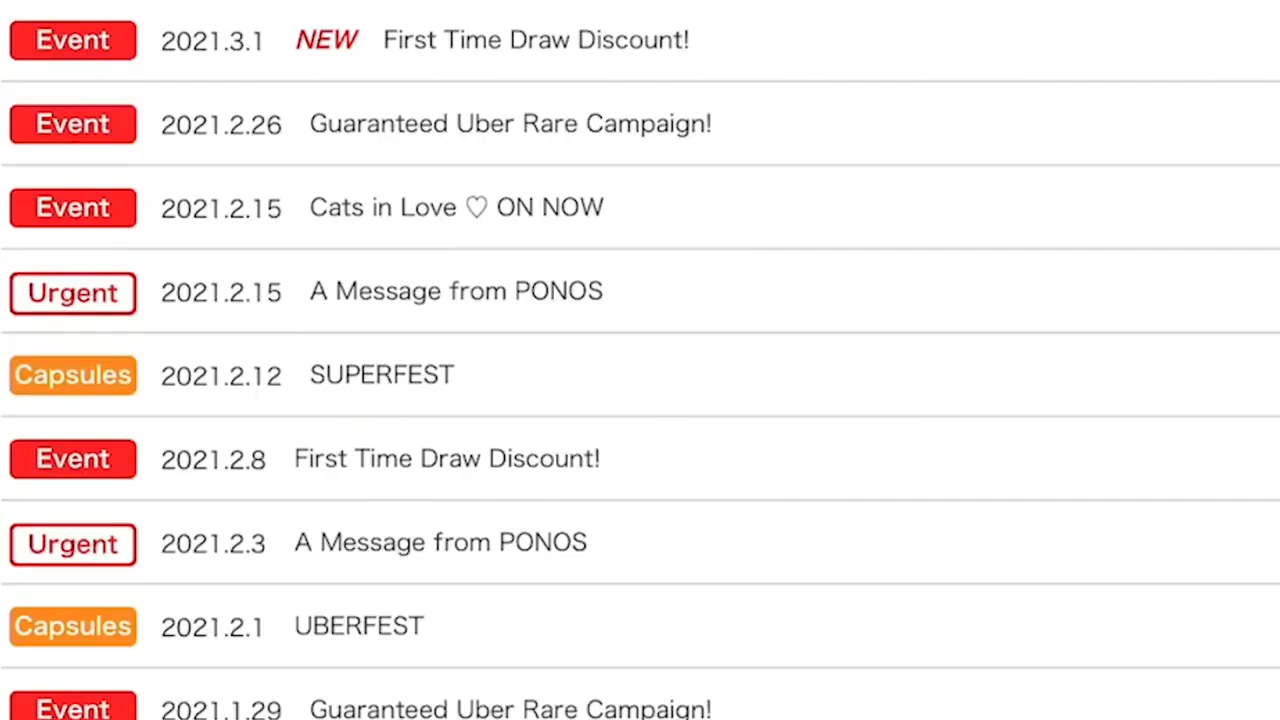 Event 2021.3.1 NEW First Time Draw Discount!
Event 2021.2.26 Guaranteed Uber Rare Campaign!
Event 2021.2.15 Cats in Love ♡ ON NOW
Urgent 2021.2.15 A Message from PONOS
Capsules 2021.2.12 SUPERFEST
Event 2021.2.8 First Time Draw Discount!
Urgent 2021.2.3 A Message from PONOS
Capsules 2021.2.1 UBERFEST
Event 2021.1.29 Guaranteed Uber Rare Campaign!